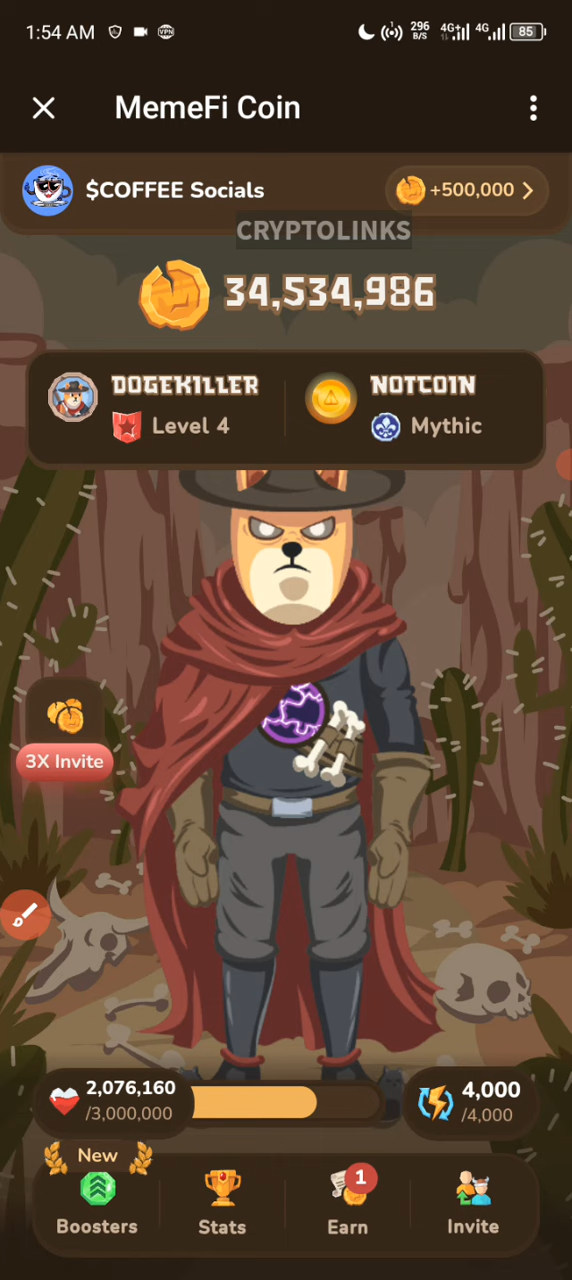 1:54 AM VPN 296 B/S 4G+ 4G 85
MemeFi Coin
$COFFEE Socials +500,000
CRYPTOLINKS
34,534,986
DOGEKILLER NOTCOIN
Level 4 Mythic
3X Invite
2,076,160 4,000
/3,000,000 /4,000
New 1
Boosters Stats Earn Invite